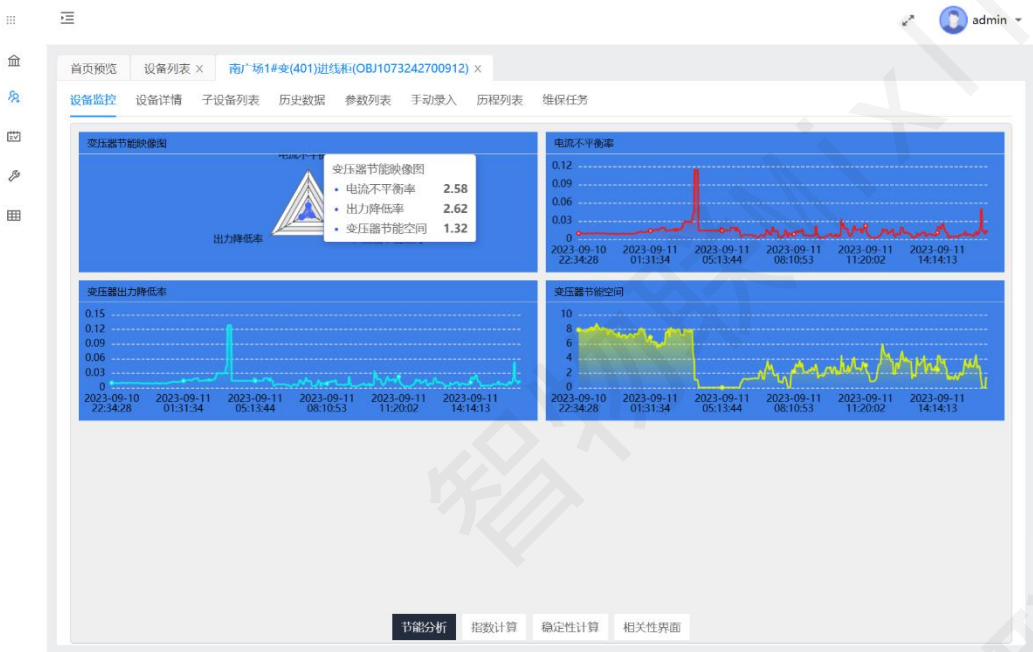 admin
首页预览 设备列表 × 南广场1#变(401)进线柜(OBJ1073242700912) ×
设备监控 设备详情 子设备列表 历史数据 参数列表 手动录入 历程列表 维保任务
变压器节能映像图
变压器节能映像图
电流不平衡率 2.58
出力降低率 2.62
变压器节能空间 1.32
出力降低率
电流不平衡率
0.12
0.09
0.06
0.03
0
2023-09-10 2023-09-11 2023-09-11 2023-09-11 2023-09-11 2023-09-11
22:34:28 01:31:34 05:13:44 08:10:53 11:20:02 14:14:13
变压器出力降低率
0.15
0.12
0.09
0.06
0.03
0
2023-09-10 2023-09-11 2023-09-11 2023-09-11 2023-09-11 2023-09-11
22:34:28 01:31:34 05:13:44 08:10:53 11:20:02 14:14:13
变压器节能空间
10
8
6
4
2
0
2023-09-10 2023-09-11 2023-09-11 2023-09-11 2023-09-11 2023-09-11
22:34:28 01:31:34 05:13:44 08:10:53 11:20:02 14:14:13
节能分析 指数计算 稳定性计算 相关性界面
智物联MIXI